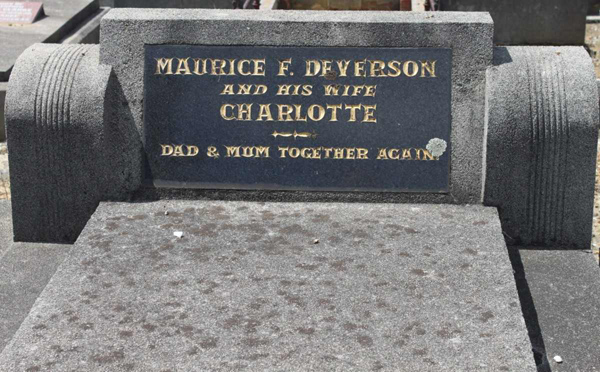 MAURICE F. DEVERSON
AND HIS WIFE
CHARLOTTE
DAD & MUM TOGETHER AGAIN